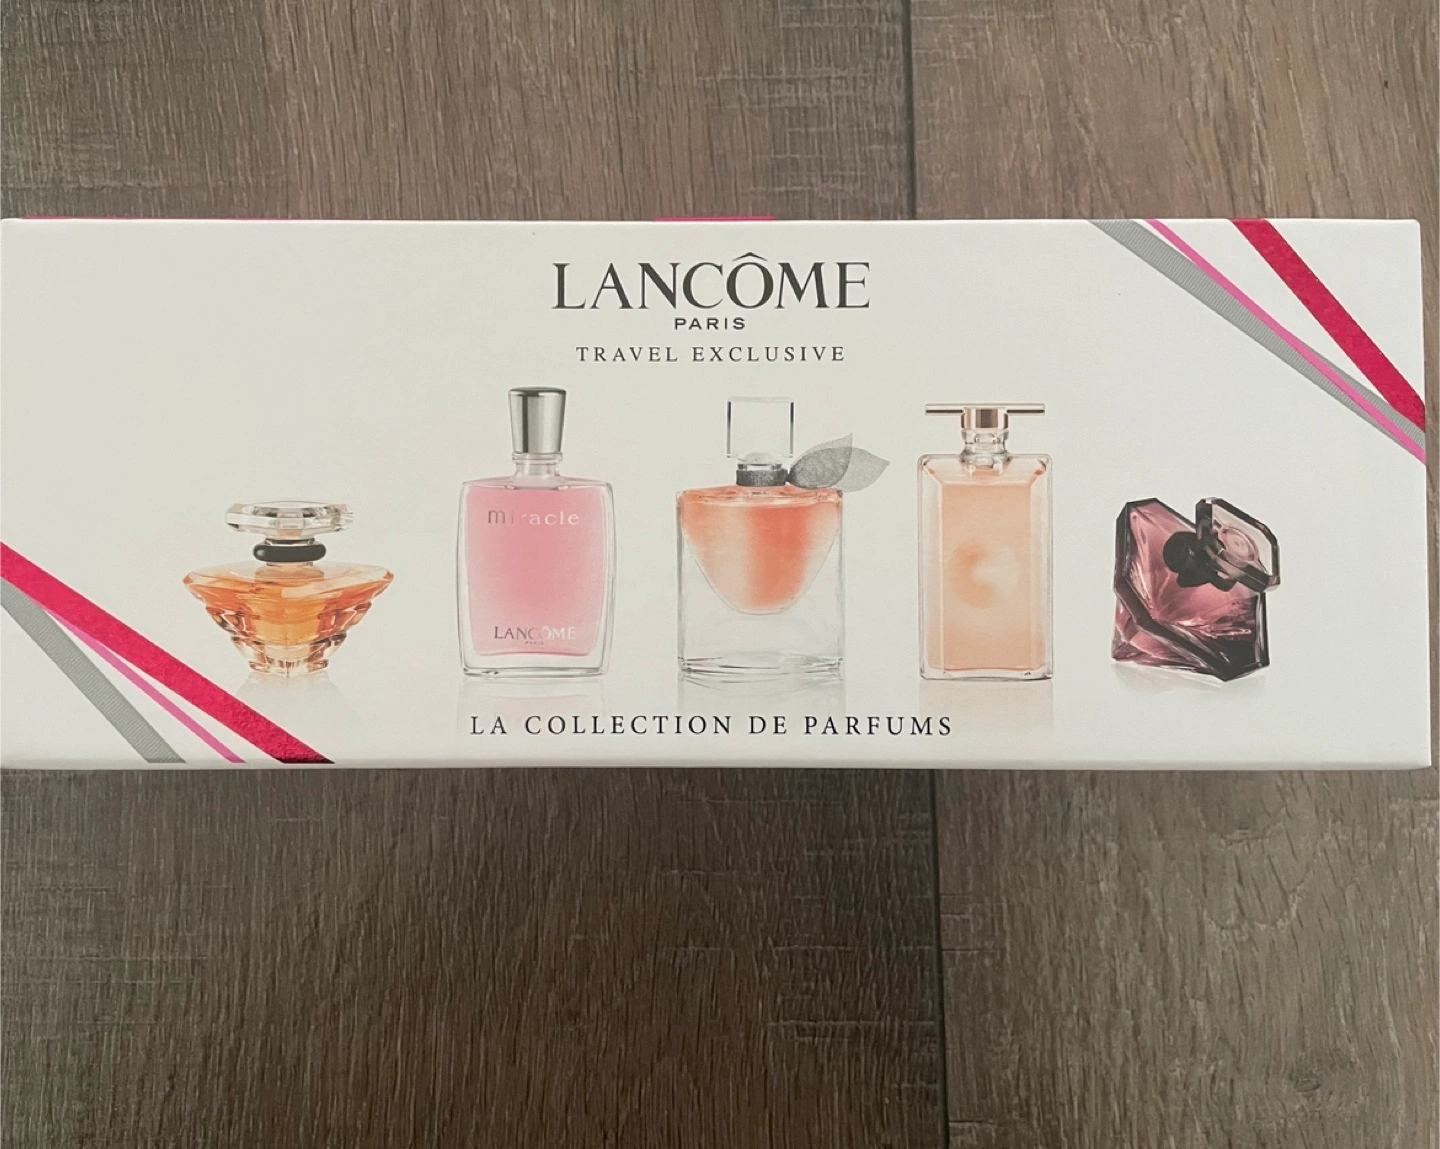 LANCÔME
PARIS
TRAVEL EXCLUSIVE
miracle
LANCÔME
PARIS
LA COLLECTION DE PARFUMS